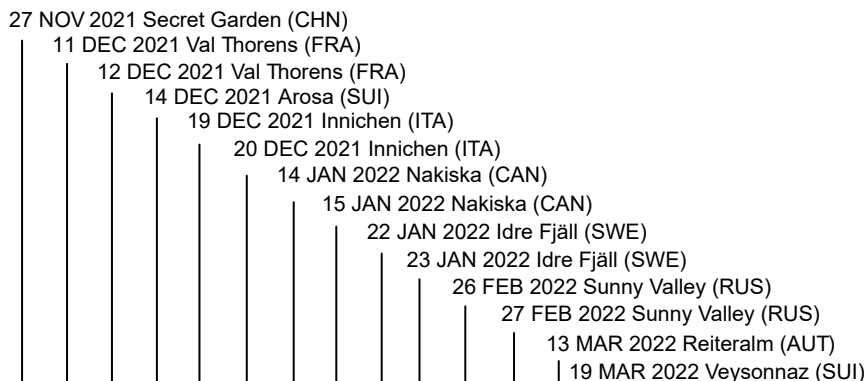 27 NOV 2021 Secret Garden (CHN)
11 DEC 2021 Val Thorens (FRA)
12 DEC 2021 Val Thorens (FRA)
14 DEC 2021 Arosa (SUI)
19 DEC 2021 Innichen (ITA)
20 DEC 2021 Innichen (ITA)
14 JAN 2022 Nakiska (CAN)
15 JAN 2022 Nakiska (CAN)
22 JAN 2022 Idre Fjäll (SWE)
23 JAN 2022 Idre Fjäll (SWE)
26 FEB 2022 Sunny Valley (RUS)
27 FEB 2022 Sunny Valley (RUS)
13 MAR 2022 Reiteralm (AUT)
19 MAR 2022 Veysonnaz (SUI)